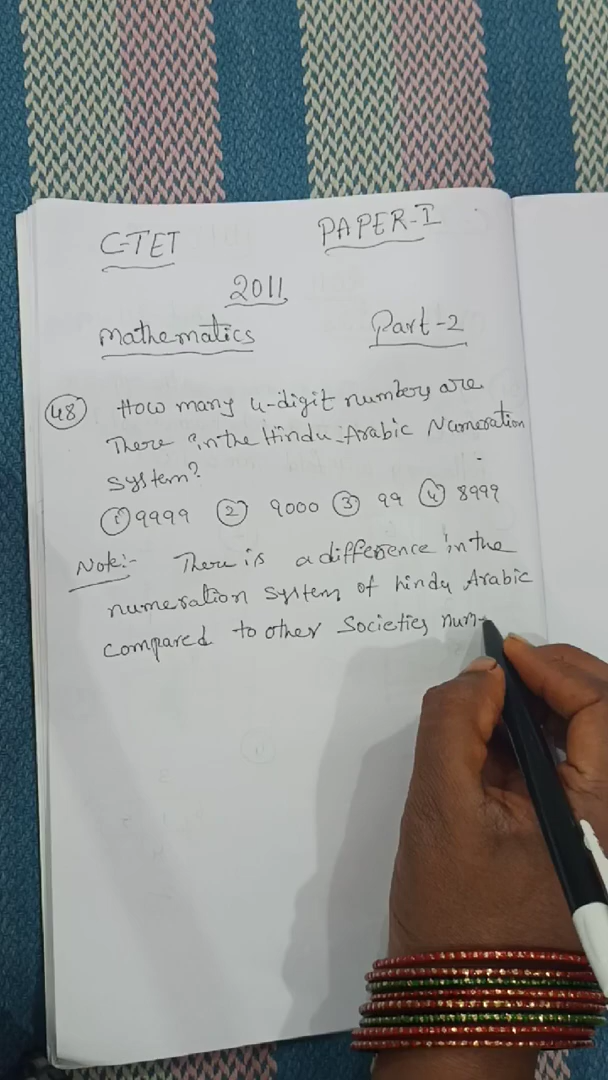 C-TET PAPER-I
2011
Mathematics Part-2
48 How many 4-digit numbers are
There in the Hindu-Arabic Numeration
system?
① 9999 ② 9000 ③ 99 ④ 8999
Note:- There is a difference in the
numeration system of hindu Arabic
compared to other Societies num